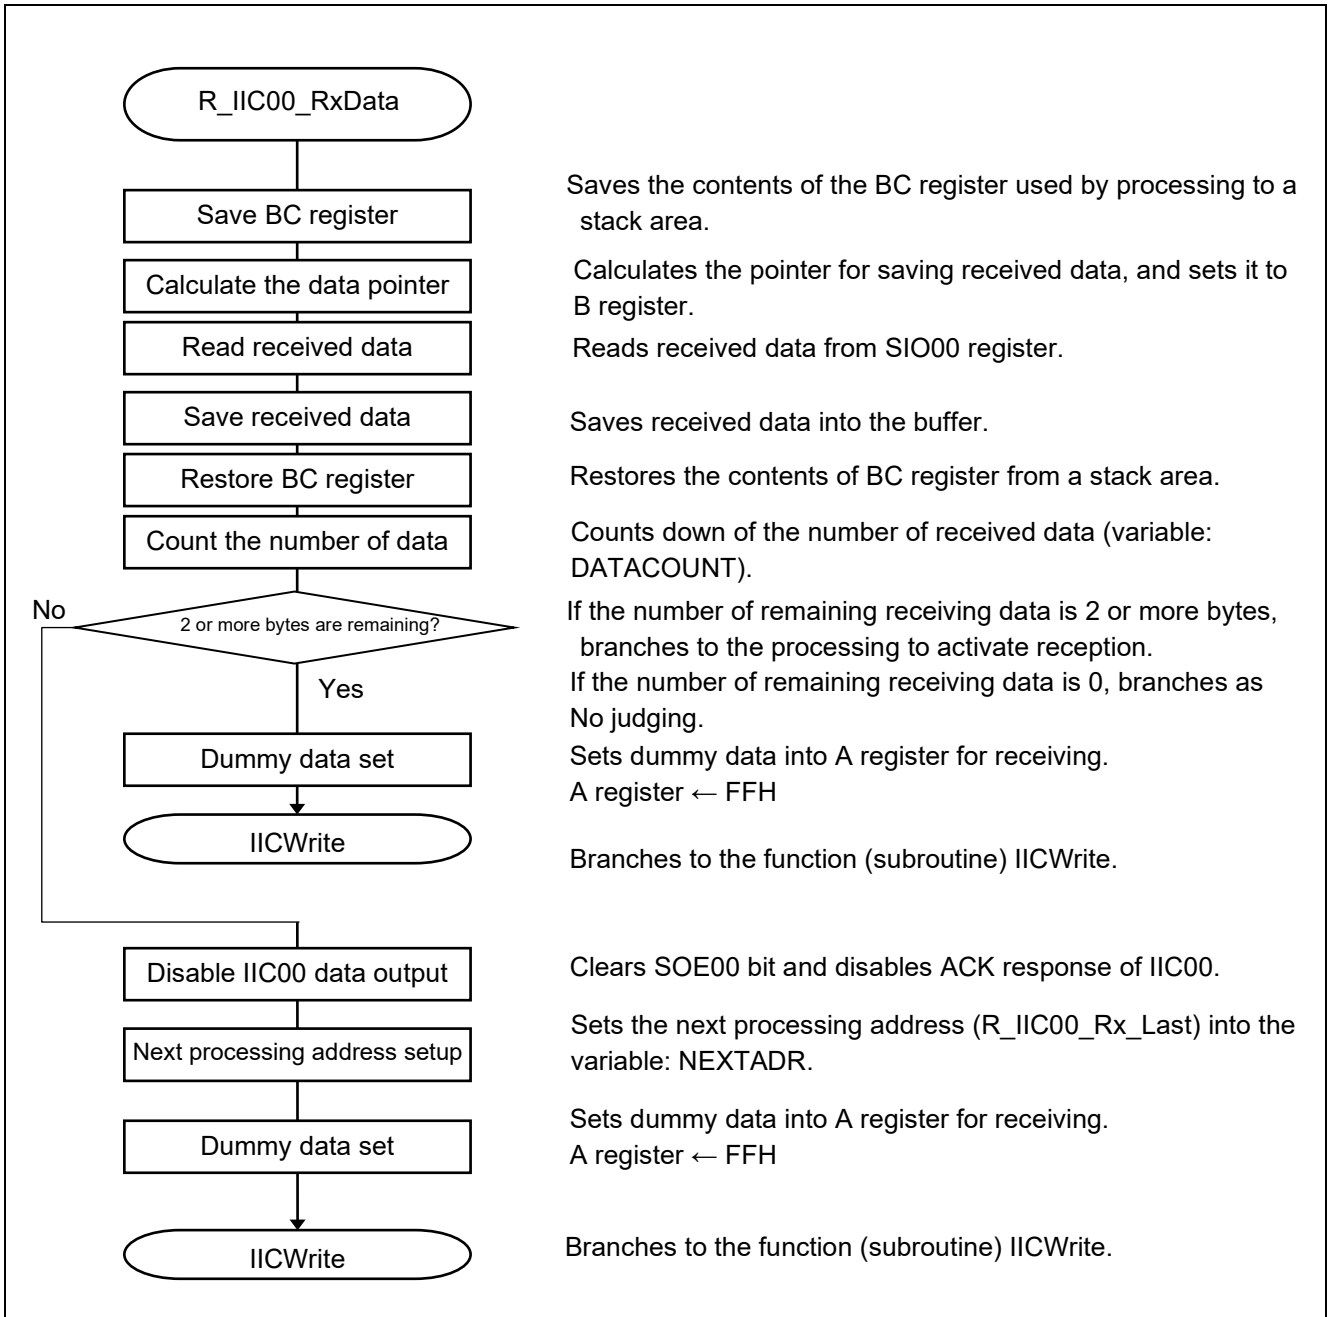 R_IIC00_RxData
Save BC register
Saves the contents of the BC register used by processing to a
stack area.
Calculate the data pointer
Calculates the pointer for saving received data, and sets it to
B register.
Read received data
Reads received data from SIO00 register.
Save received data
Saves received data into the buffer.
Restore BC register
Restores the contents of BC register from a stack area.
Count the number of data
Counts down of the number of received data (variable:
DATACOUNT).
No
2 or more bytes are remaining?
If the number of remaining receiving data is 2 or more bytes,
branches to the processing to activate reception.
If the number of remaining receiving data is 0, branches as
No judging.
Yes
Dummy data set
Sets dummy data into A register for receiving.
A register ← FFH
IICWrite
Branches to the function (subroutine) IICWrite.
Disable IIC00 data output
Clears SOE00 bit and disables ACK response of IIC00.
Next processing address setup
Sets the next processing address (R_IIC00_Rx_Last) into the
variable: NEXTADR.
Dummy data set
Sets dummy data into A register for receiving.
A register ← FFH
IICWrite
Branches to the function (subroutine) IICWrite.